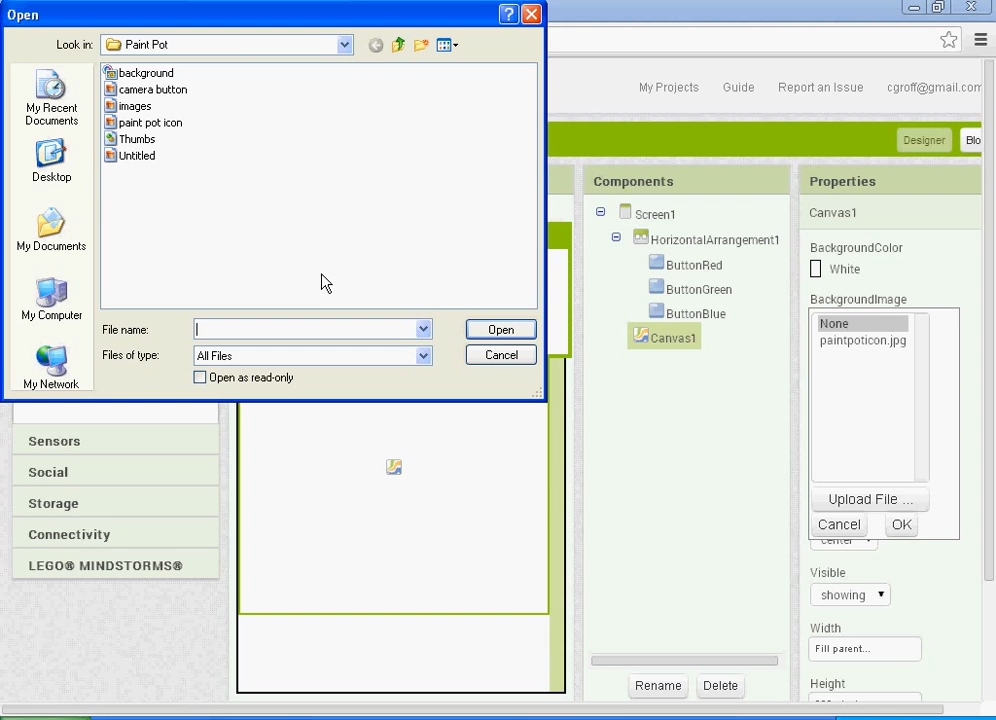 Open
Look in:
Paint Pot
My Recent
Documents
Desktop
My Documents
My Computer
My Network
background
camera button
images
paint pot icon
Thumbs
Untitled
File name:
Open
Files of type:
All Files
Cancel
Open as read-only
My Projects
Guide
Report an Issue
cgroff@gmail.com
Designer
Blo
Components
Screen1
HorizontalArrangement1
ButtonRed
ButtonGreen
ButtonBlue
Canvas1
Rename
Delete
Properties
Canvas1
BackgroundColor
White
BackgroundImage
None
paintpoticon.jpg
Upload File ...
Cancel
OK
center
Visible
showing
Width
Fill parent...
Height
Sensors
Social
Storage
Connectivity
LEGO® MINDSTORMS®